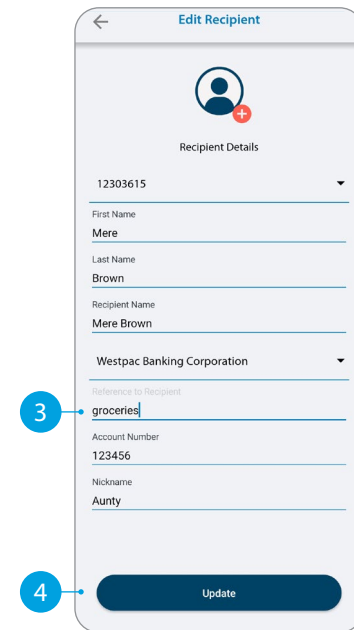 Edit Recipient
Recipient Details
12303615
First Name
Mere
Last Name
Brown
Recipient Name
Mere Brown
Westpac Banking Corporation
Reference to Recipient
3
groceries
Account Number
123456
Nickname
Aunty
4
Update